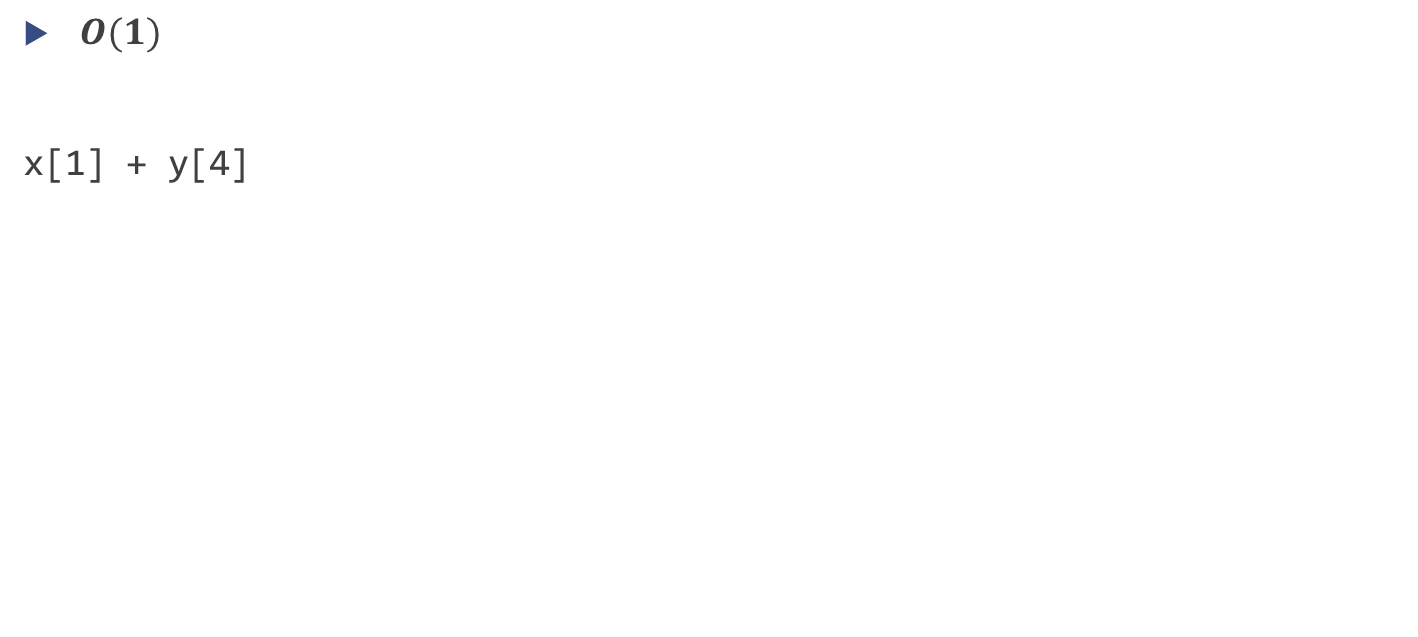 ▶ O(1)
x[1] + y[4]